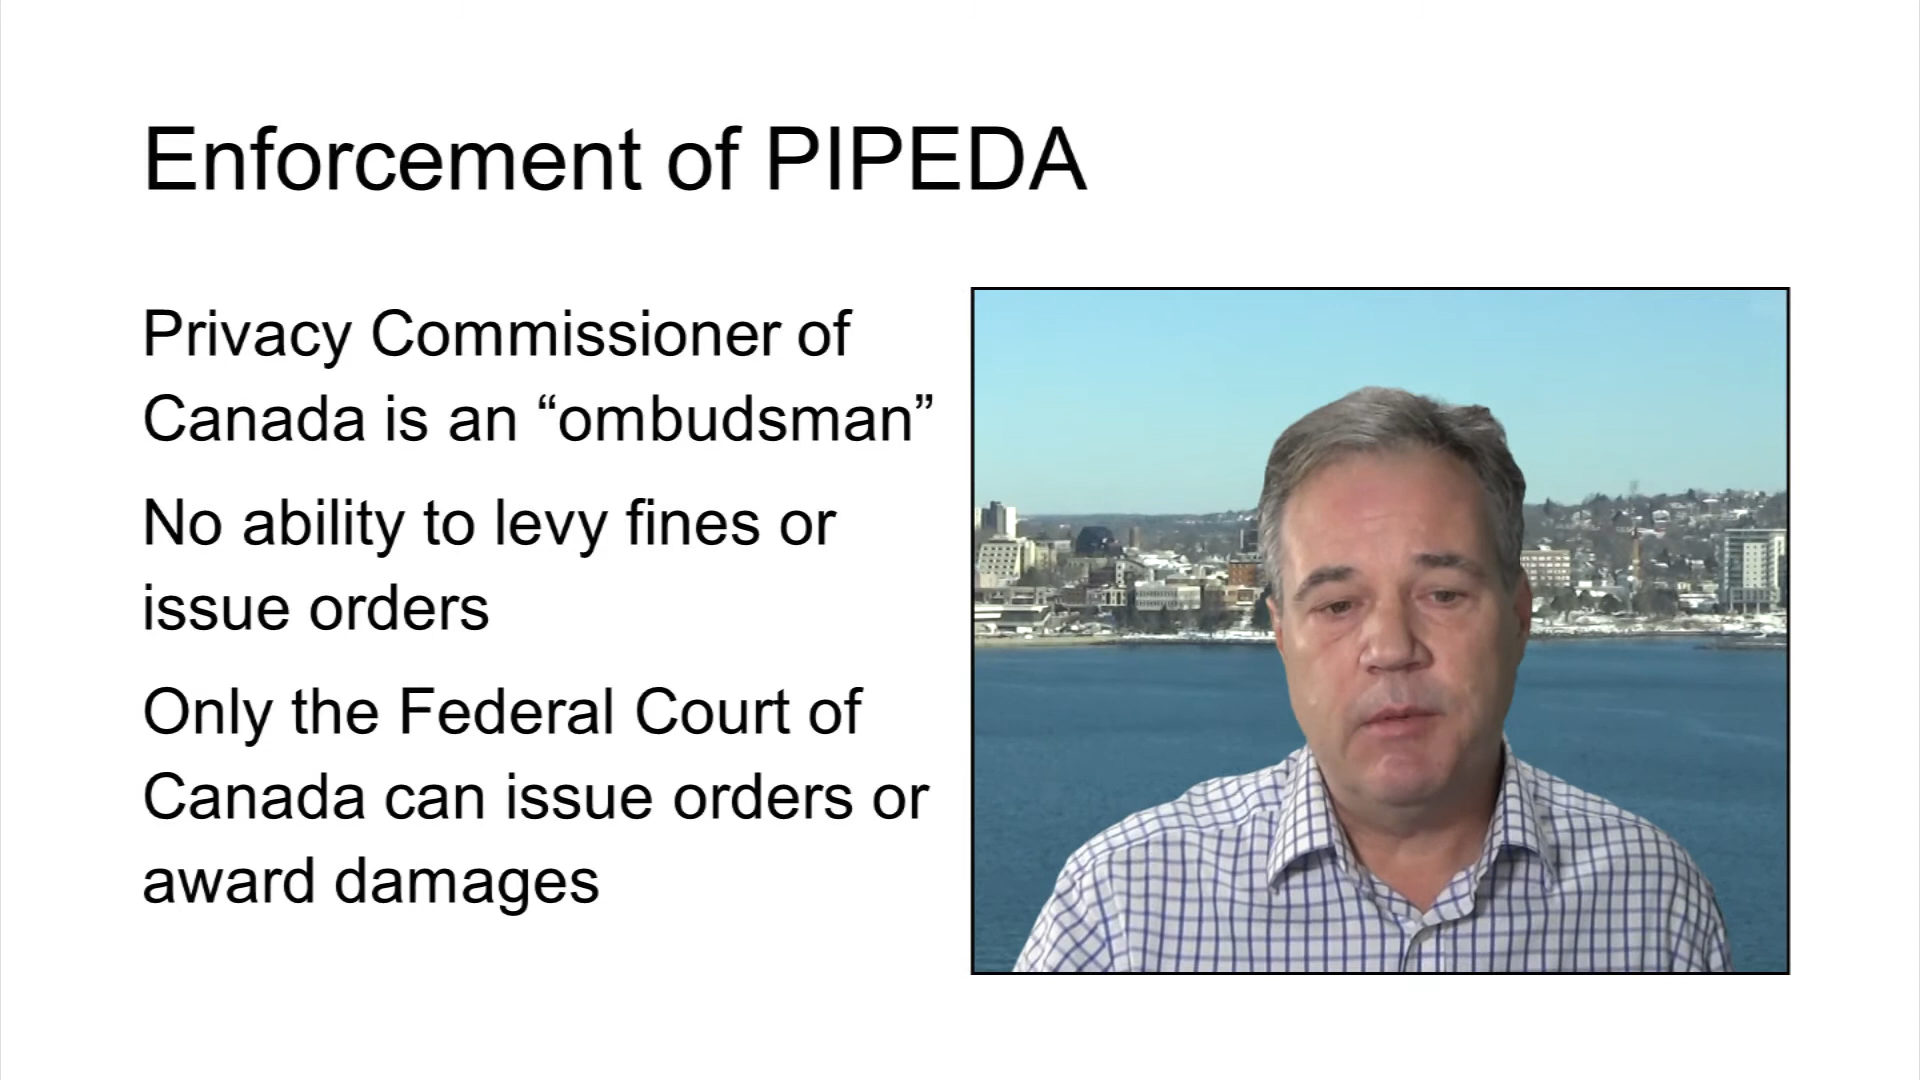 Enforcement of PIPEDA
Privacy Commissioner of
Canada is an “ombudsman”
No ability to levy fines or
issue orders
Only the Federal Court of
Canada can issue orders or
award damages